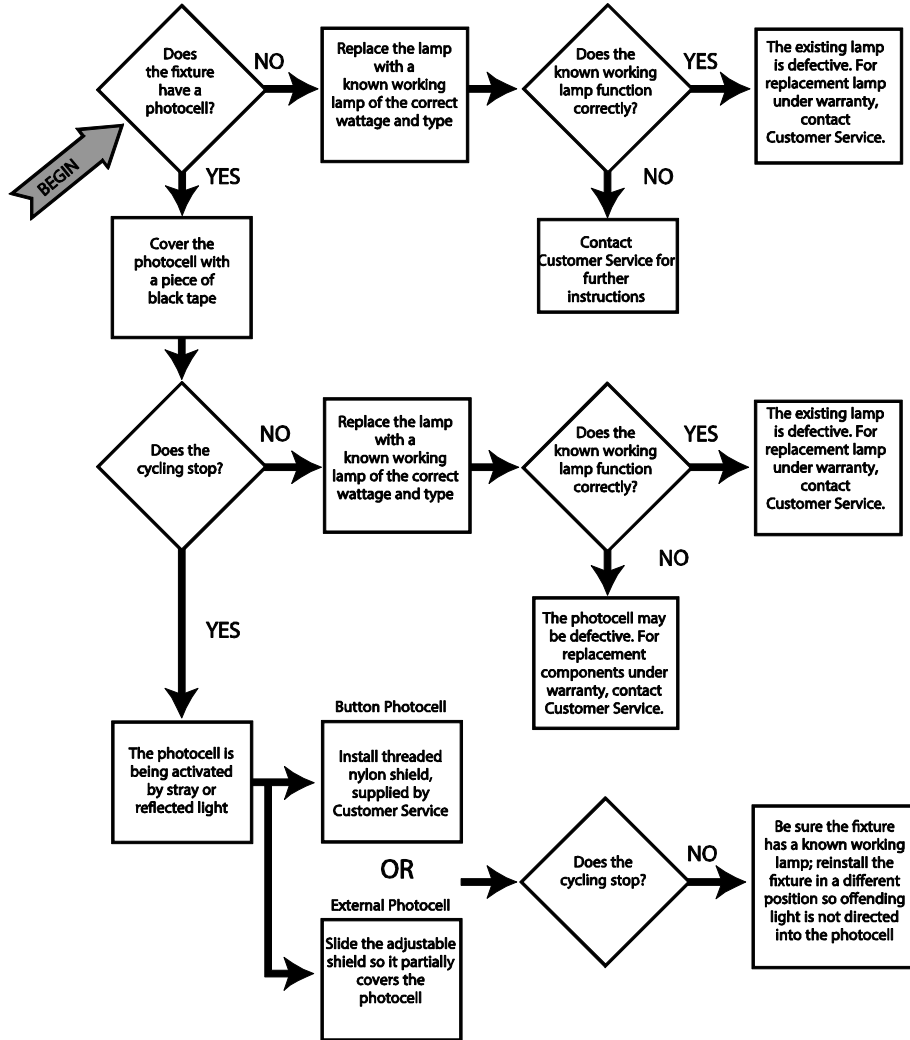 Does
the fixture
have a
photocell?
NO
Replace the lamp
with a
known working
lamp of the correct
wattage and type
Does the
known working
lamp function
correctly?
YES
The existing lamp
is defective. For
replacement lamp
under warranty,
contact
Customer Service.
BEGIN
YES
NO
Cover the
photocell with
a piece of
black tape
Contact
Customer Service for
further
instructions
Does the
cycling stop?
NO
Replace the lamp
with a
known working
lamp of the correct
wattage and type
Does the
known working
lamp function
correctly?
YES
The existing lamp
is defective. For
replacement lamp
under warranty,
contact
Customer Service.
NO
YES
The photocell may
be defective. For
replacement
components under
warranty, contact
Customer Service.
The photocell is
being activated
by stray or
reflected light
Button Photocell
Install threaded
nylon shield,
supplied by
Customer Service
OR
External Photocell
Slide the adjustable
shield so it partially
covers the
photocell
Does the
cycling stop?
NO
Be sure the fixture
has a known working
lamp; reinstall the
fixture in a different
position so offending
light is not directed
into the photocell